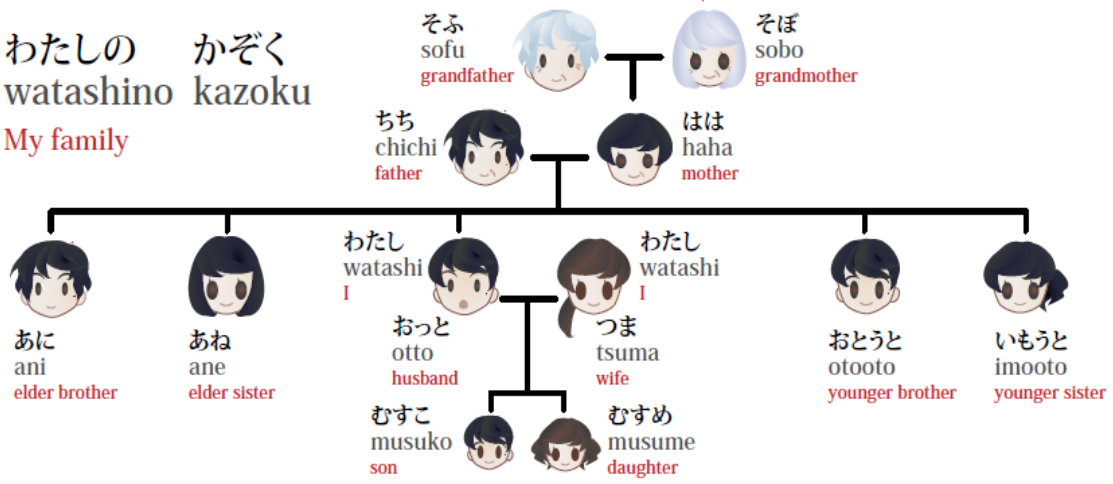 わたしの かぞく
watashino kazoku
My family
そふ
sofu
grandfather
そぼ
sobo
grandmother
ちち
chichi
father
はは
haha
mother
あに
ani
elder brother
あね
ane
elder sister
わたし
watashi
I
おっと
otto
husband
わたし
watashi
I
つま
tsuma
wife
おとうと
otooto
younger brother
いもうと
imooto
younger sister
むすこ
musuko
son
むすめ
musume
daughter